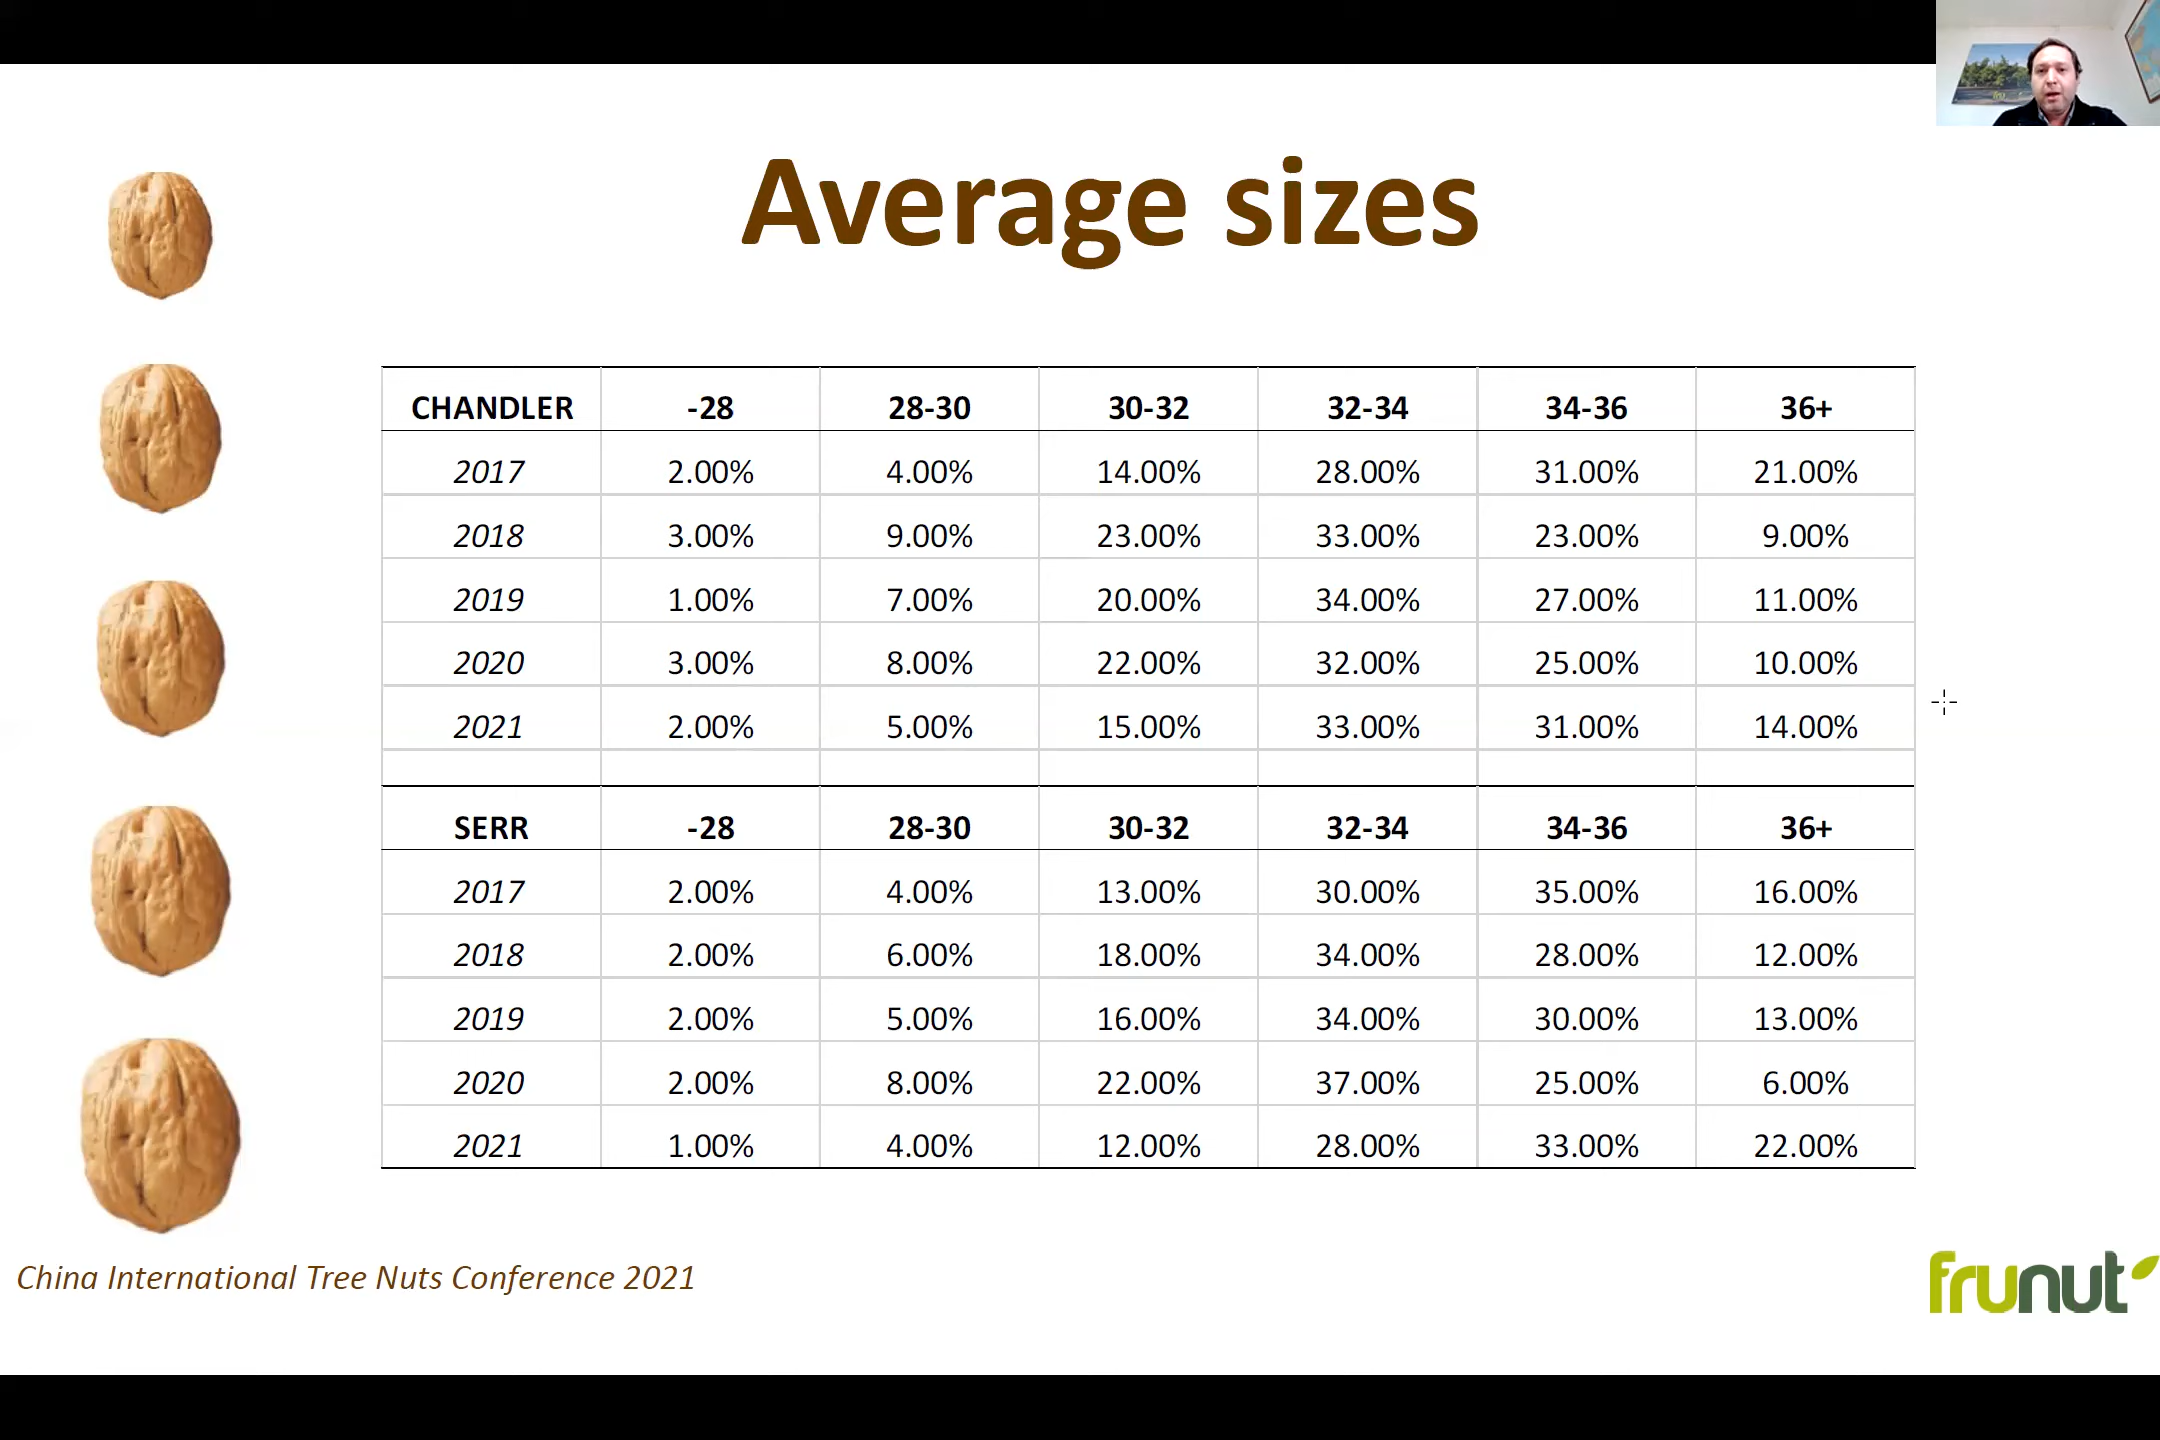 Average sizes
CHANDLER -28 28-30 30-32 32-34 34-36 36+
2017 2.00% 4.00% 14.00% 28.00% 31.00% 21.00%
2018 3.00% 9.00% 23.00% 33.00% 23.00% 9.00%
2019 1.00% 7.00% 20.00% 34.00% 27.00% 11.00%
2020 3.00% 8.00% 22.00% 32.00% 25.00% 10.00%
2021 2.00% 5.00% 15.00% 33.00% 31.00% 14.00%
SERR -28 28-30 30-32 32-34 34-36 36+
2017 2.00% 4.00% 13.00% 30.00% 35.00% 16.00%
2018 2.00% 6.00% 18.00% 34.00% 28.00% 12.00%
2019 2.00% 5.00% 16.00% 34.00% 30.00% 13.00%
2020 2.00% 8.00% 22.00% 37.00% 25.00% 6.00%
2021 1.00% 4.00% 12.00% 28.00% 33.00% 22.00%
China International Tree Nuts Conference 2021
frunut